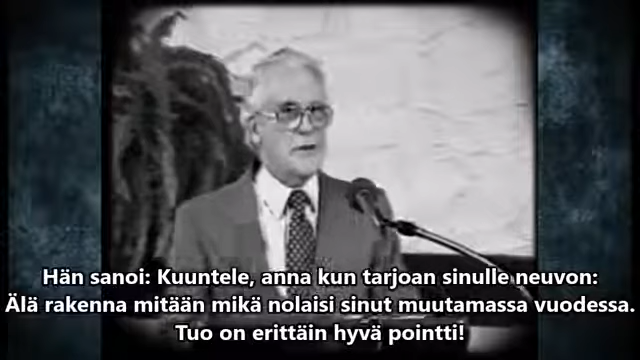 Hän sanoi: Kuuntele, anna kun tarjoan sinulle neuvon:
Älä rakenna mitään mikä nolaisi sinut muutamassa vuodessa.
Tuo on erittäin hyvä pointti!